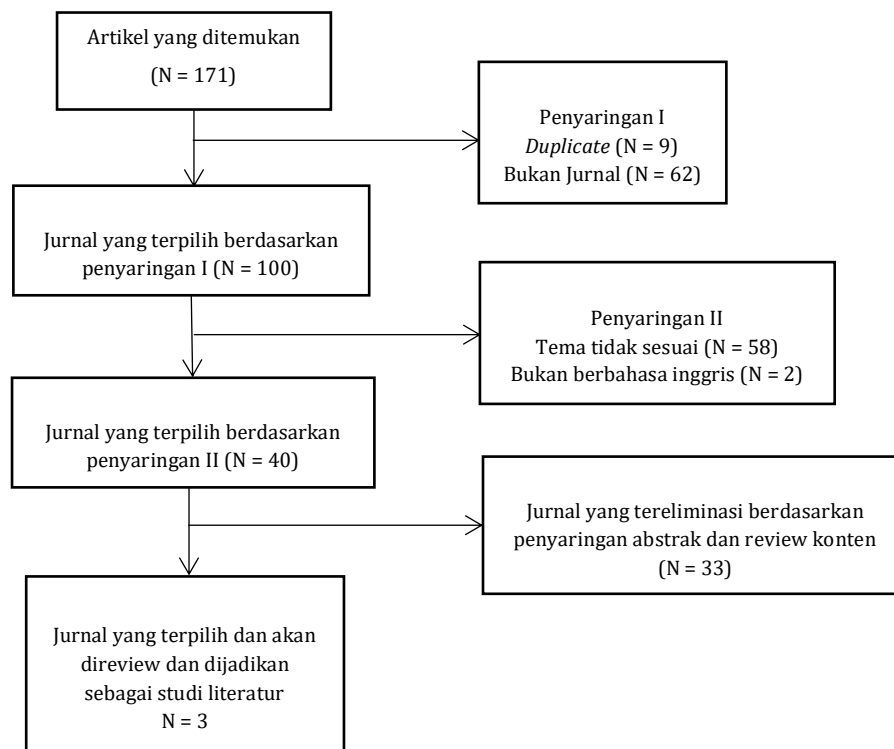 Artikel yang ditemukan
(N = 171)
Penyaringan I
Duplicate (N = 9)
Bukan Jurnal (N = 62)
Jurnal yang terpilih berdasarkan
penyaringan I (N = 100)
Penyaringan II
Tema tidak sesuai (N = 58)
Bukan berbahasa inggris (N = 2)
Jurnal yang terpilih berdasarkan
penyaringan II (N = 40)
Jurnal yang tereliminasi berdasarkan
penyaringan abstrak dan review konten
(N = 33)
Jurnal yang terpilih dan akan
direview dan dijadikan
sebagai studi literatur
N = 3